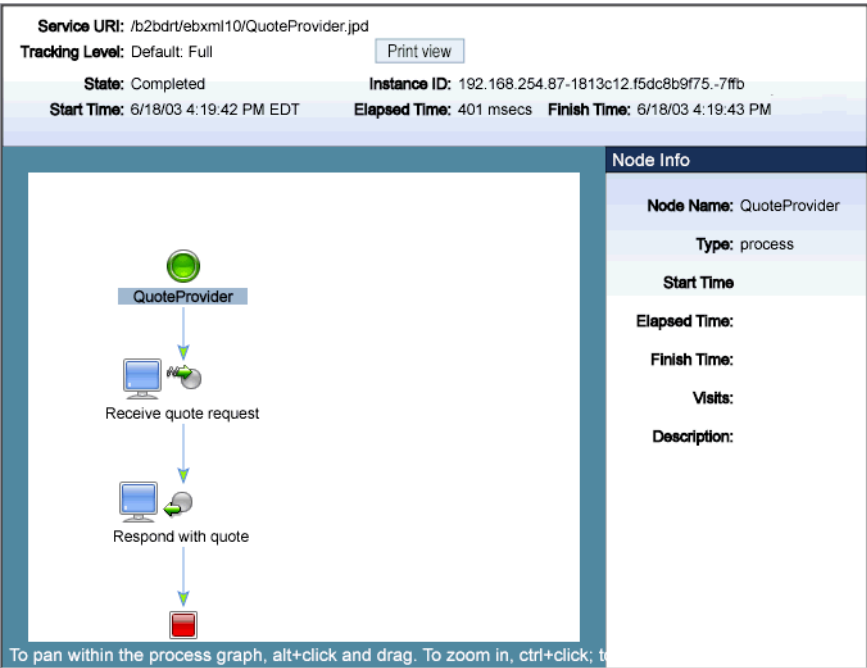 Service URI: /b2bdrt/ebxml10/QuoteProvider.jpd
Tracking Level: Default: Full
Print view
State: Completed
Instance ID: 192.168.254.87-1813c12.f5dc8b9f75.-7ffb
Start Time: 6/18/03 4:19:42 PM EDT
Elapsed Time: 401 msecs
Finish Time: 6/18/03 4:19:43 PM
QuoteProvider
Receive quote request
Respond with quote
To pan within the process graph, alt+click and drag. To zoom in, ctrl+click;
Node Info
Node Name: QuoteProvider
Type: process
Start Time
Elapsed Time:
Finish Time:
Visits:
Description: